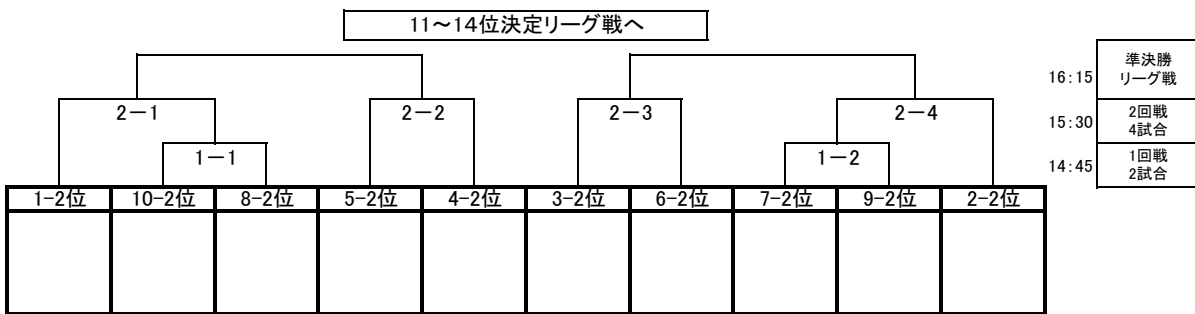 11～14位決定リーグ戦へ
準決勝
16:15 リーグ戦
2－1 2－2 2－3 2－4
2回戦
15:30
4試合
1－1 1－2
1回戦
14:45
2試合
1-2位 10-2位 8-2位 5-2位 4-2位 3-2位 6-2位 7-2位 9-2位 2-2位